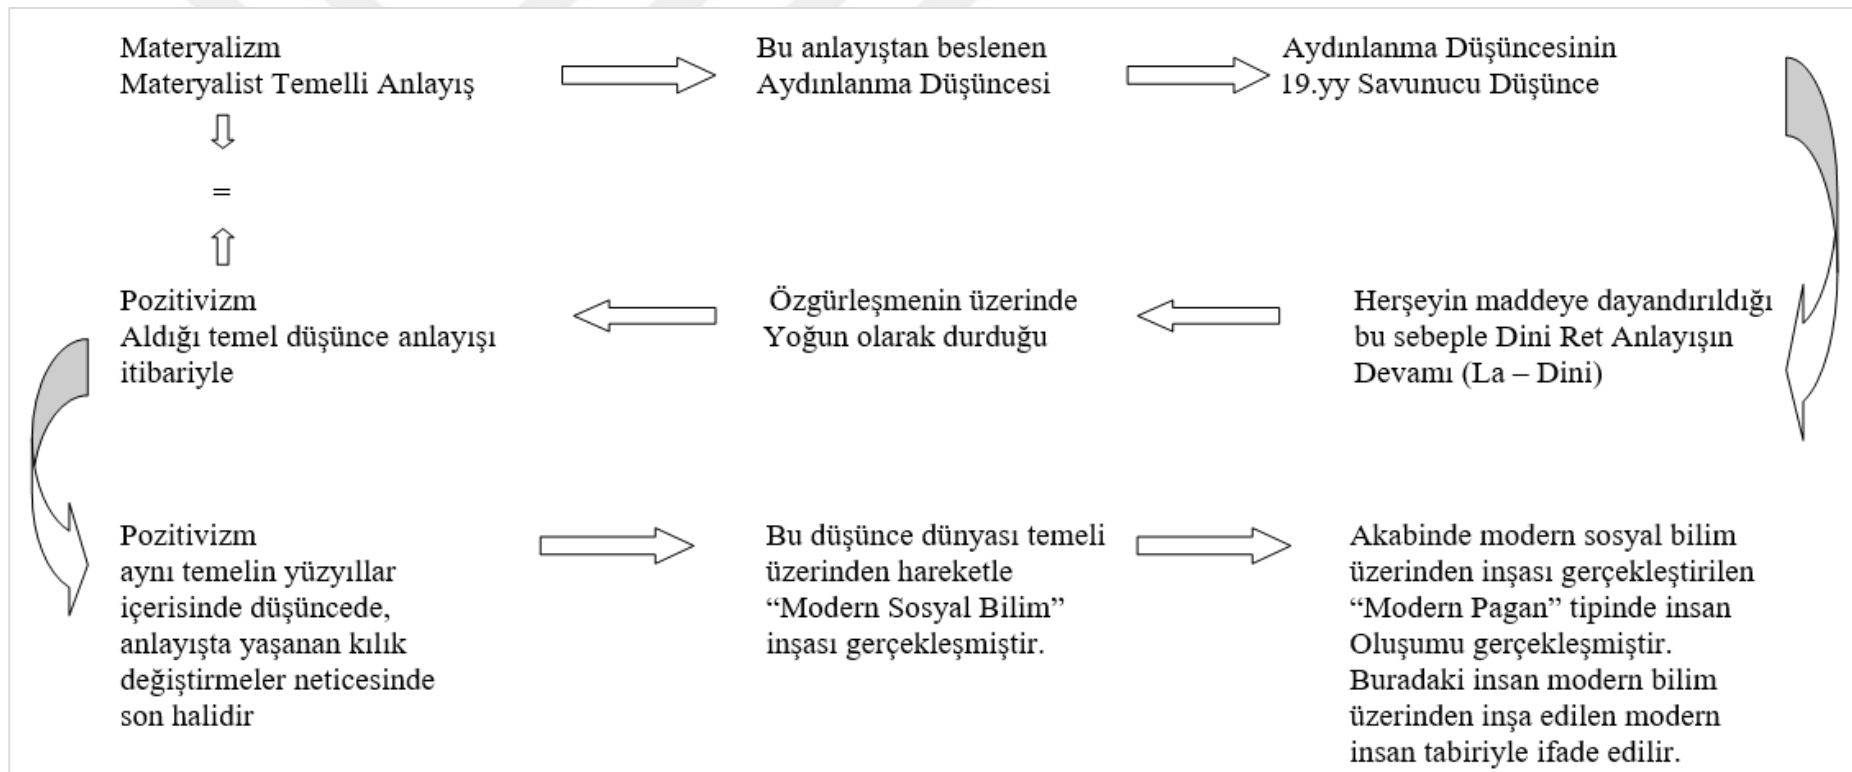 Materyalizm
Materyalist Temelli Anlayış
Bu anlayıştan beslenen
Aydınlanma Düşüncesi
Aydınlanma Düşüncesinin
19.yy Savunucu Düşünce
=
Herşeyin maddeye dayandırıldığı
bu sebeple Dini Ret Anlayışın
Devamı (La – Dini)
Özgürleşmenin üzerinde
Yoğun olarak durduğu
Pozitivizm
Aldığı temel düşünce anlayışı
itibariyle
Pozitivizm
aynı temelin yüzyıllar
içerisinde düşüncede,
anlayışta yaşanan kılık
değiştirmeler neticesinde
son halidir
Bu düşünce dünyası temeli
üzerinden hareketle
“Modern Sosyal Bilim”
inşası gerçekleşmiştir.
Akabinde modern sosyal bilim
üzerinden inşası gerçekleştirilen
“Modern Pagan” tipinde insan
Oluşumu gerçekleşmiştir.
Buradaki insan modern bilim
üzerinden inşa edilen modern
insan tabiriyle ifade edilir.